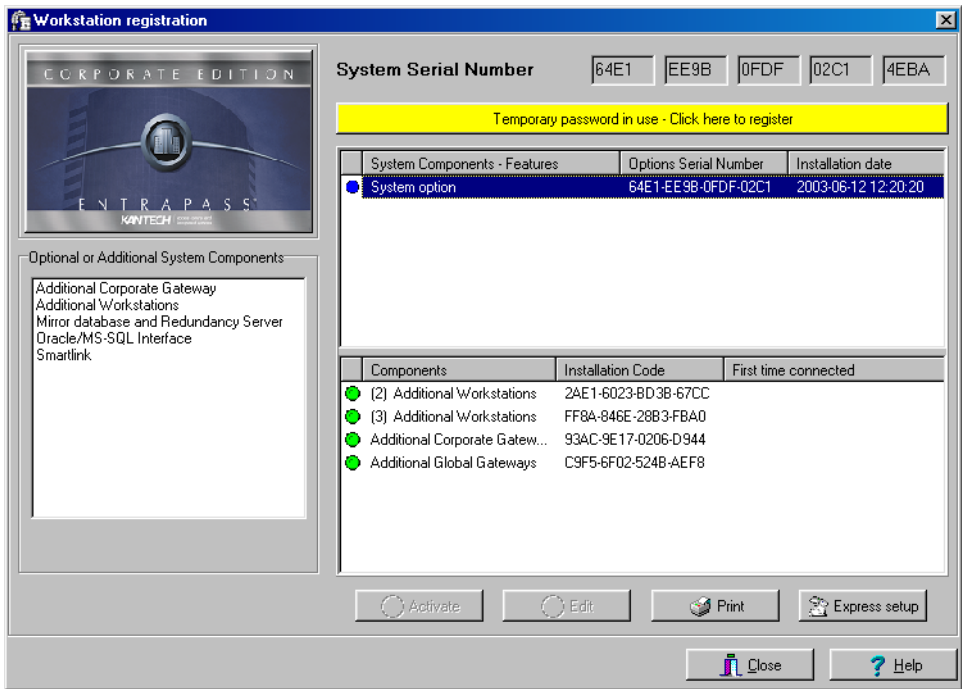 Workstation registration
CORPORATE EDITION
ENTRAPASS
KANTECH
System Serial Number 64E1 EE9B 0FDF 02C1 4EBA
Temporary password in use - Click here to register
System Components - Features Options Serial Number Installation date
System option 64E1-EE9B-0FDF-02C1 2003-06-12 12:20:20
Optional or Additional System Components
Additional Corporate Gateway
Additional Workstations
Mirror database and Redundancy Server
Oracle/MS-SQL Interface
Smartlink
Components Installation Code First time connected
(2) Additional Workstations 2AE1-6023-BD3B-67CC
(3) Additional Workstations FF8A-846E-28B3-FBA0
Additional Corporate Gatew... 93AC-9E17-0206-D944
Additional Global Gateways C9F5-6F02-524B-AEF8
Activate Edit Print Express setup
Close Help